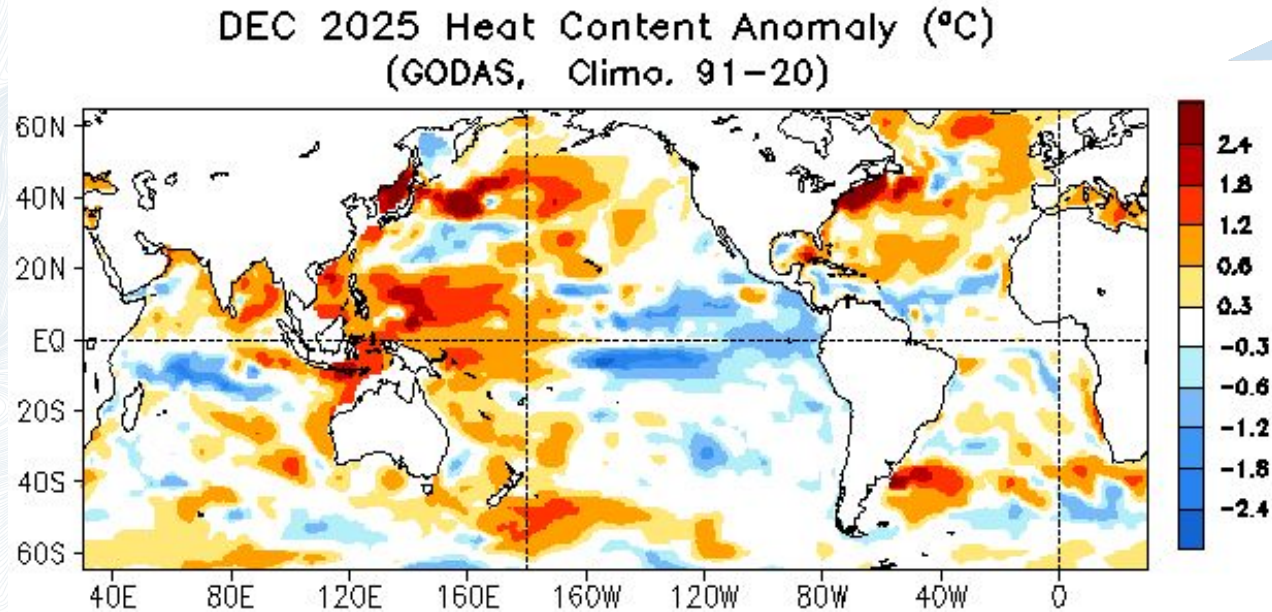 DEC 2025 Heat Content Anomaly (ºC)
(GODAS, Climo. 91-20)
60N
40N
20N
EQ
20S
40S
60S
40E 80E 120E 160E 160W 120W 80W 40W 0
2.4
1.8
1.2
0.6
0.3
-0.3
-0.6
-1.2
-1.8
-2.4